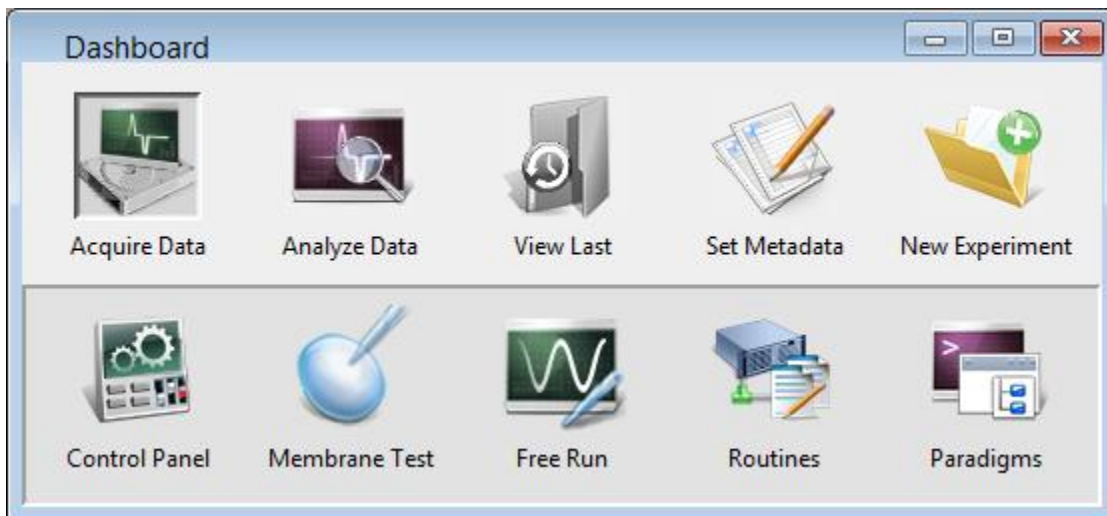 Dashboard
Acquire Data
Analyze Data
View Last
Set Metadata
New Experiment
Control Panel
Membrane Test
Free Run
Routines
Paradigms